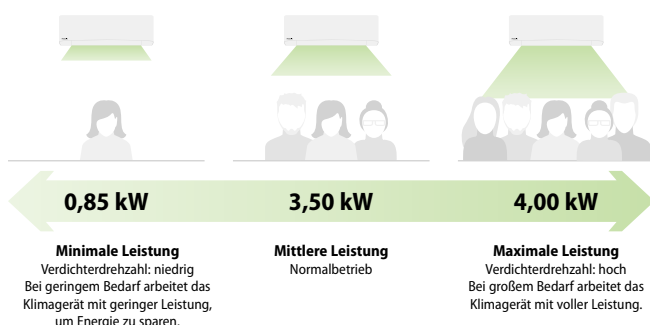 0,85 kW
3,50 kW
4,00 kW
Minimale Leistung
Verdichterdrehzahl: niedrig
Bei geringem Bedarf arbeitet das
Klimagerät mit geringer Leistung,
um Energie zu sparen.
Mittlere Leistung
Normalbetrieb
Maximale Leistung
Verdichterdrehzahl: hoch
Bei großem Bedarf arbeitet das
Klimagerät mit voller Leistung.